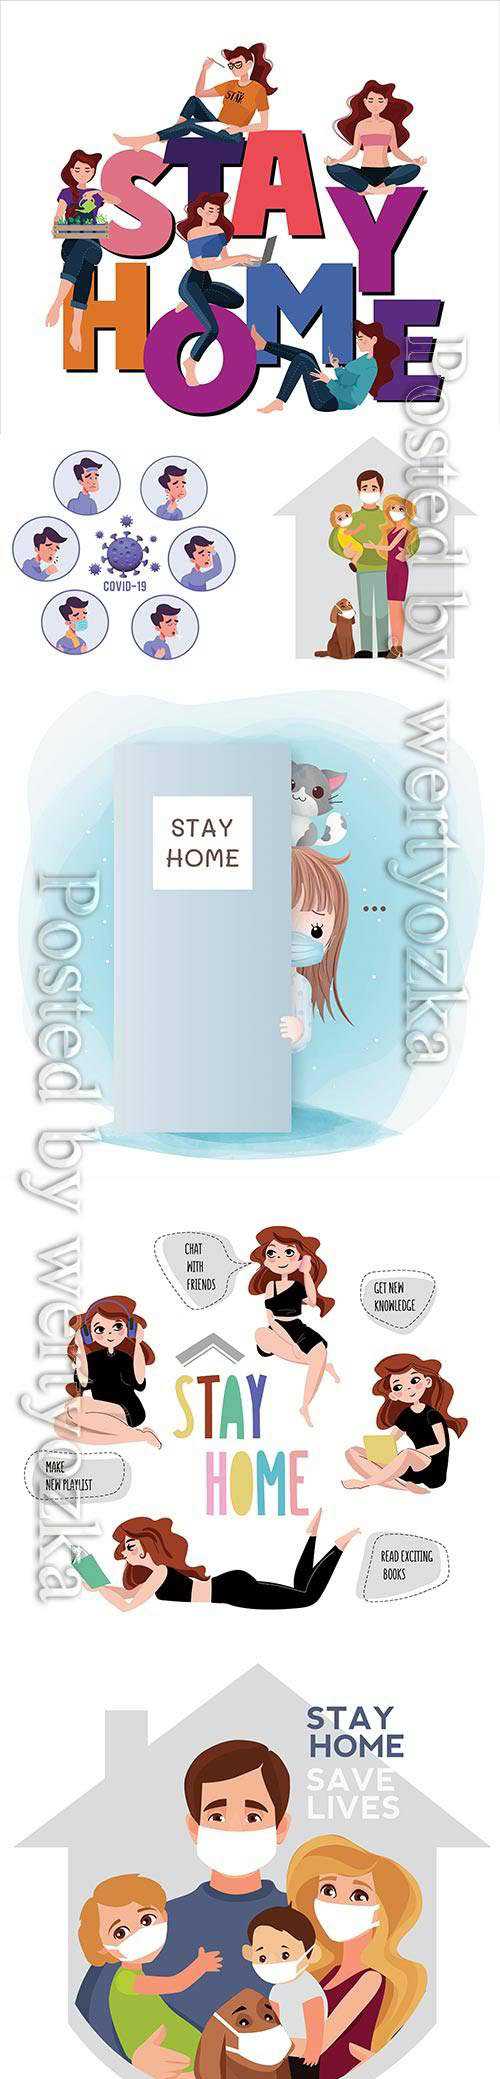 STAY
STAY
HOME
COVID-19
STAY
HOME
...
CHAT
WITH
FRIENDS
GET NEW
KNOWLEDGE
STAY
HOME
MAKE
NEW PLAYLIST
READ EXCITING
BOOKS
STAY
HOME
SAVE
LIVES
Posted by wertyozka
Posted by wertyozka